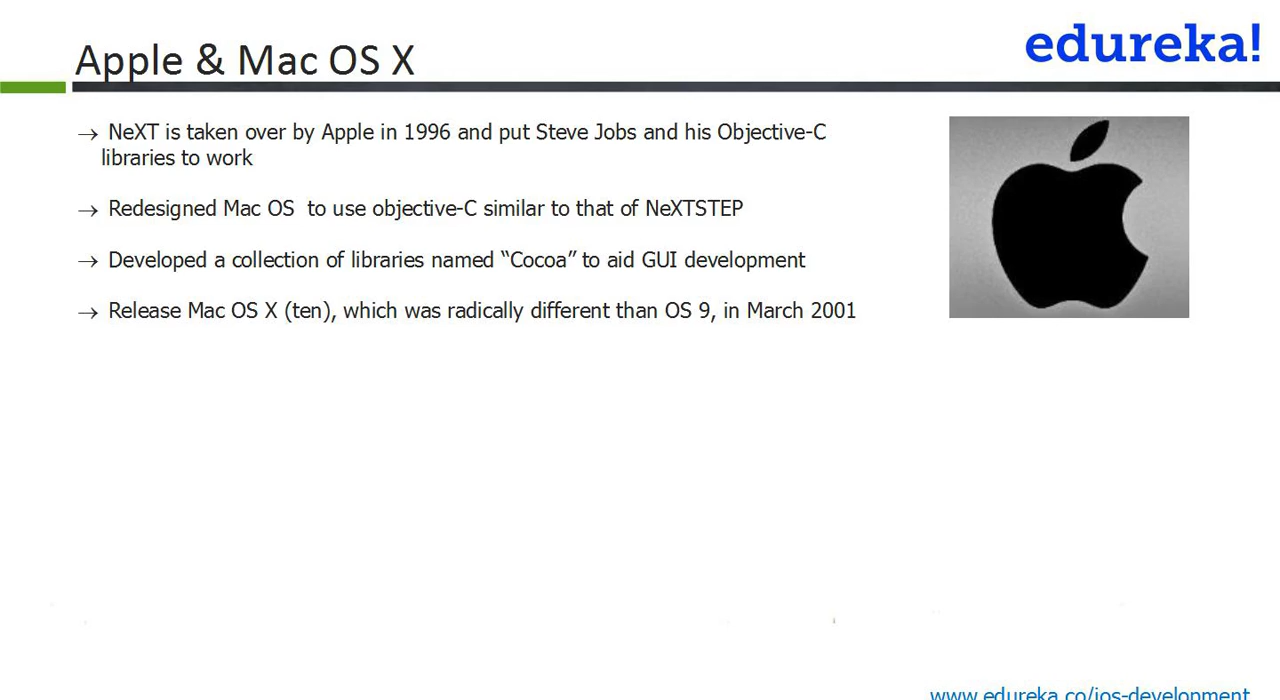 Apple & Mac OS X
edureka!
→ NeXT is taken over by Apple in 1996 and put Steve Jobs and his Objective-C
libraries to work
→ Redesigned Mac OS  to use objective-C similar to that of NeXTSTEP
→ Developed a collection of libraries named “Cocoa” to aid GUI development
→ Release Mac OS X (ten), which was radically different than OS 9, in March 2001
www.edureka.co/ios-development